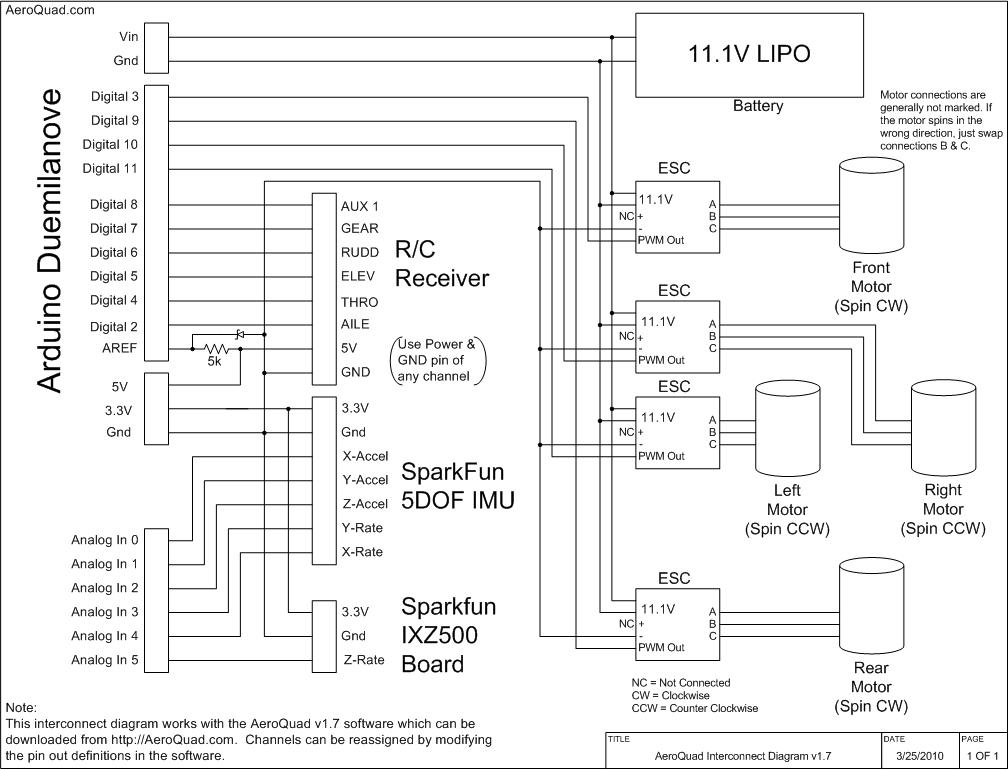 AeroQuad.com
Vin
Gnd
11.1V LIPO
Battery
Arduino Duemilanove
Digital 3
Digital 9
Digital 10
Digital 11
Digital 8
Digital 7
Digital 6
Digital 5
Digital 4
Digital 2
AREF
5k
5V
3.3V
Gnd
Analog In 0
Analog In 1
Analog In 2
Analog In 3
Analog In 4
Analog In 5
AUX 1
GEAR
RUDD
ELEV
THRO
AILE
5V
GND
R/C
Receiver
(Use Power &
GND pin of
any channel)
3.3V
Gnd
X-Accel
Y-Accel
Z-Accel
Y-Rate
X-Rate
SparkFun
5DOF IMU
3.3V
Gnd
Z-Rate
Sparkfun
IXZ500
Board
Motor connections are
generally not marked. If
the motor spins in the
wrong direction, just swap
connections B & C.
ESC
11.1V
NC +
-
PWM Out
A
B
C
Front
Motor
(Spin CW)
ESC
11.1V
NC +
-
PWM Out
A
B
C
ESC
11.1V
NC +
-
PWM Out
A
B
C
Left
Motor
(Spin CCW)
Right
Motor
(Spin CCW)
ESC
11.1V
NC +
-
PWM Out
A
B
C
Rear
Motor
(Spin CW)
NC = Not Connected
CW = Clockwise
CCW = Counter Clockwise
Note:
This interconnect diagram works with the AeroQuad v1.7 software which can be
downloaded from http://AeroQuad.com.  Channels can be reassigned by modifying
the pin out definitions in the software.
TITLE
AeroQuad Interconnect Diagram v1.7
DATE
3/25/2010
PAGE
1 OF 1